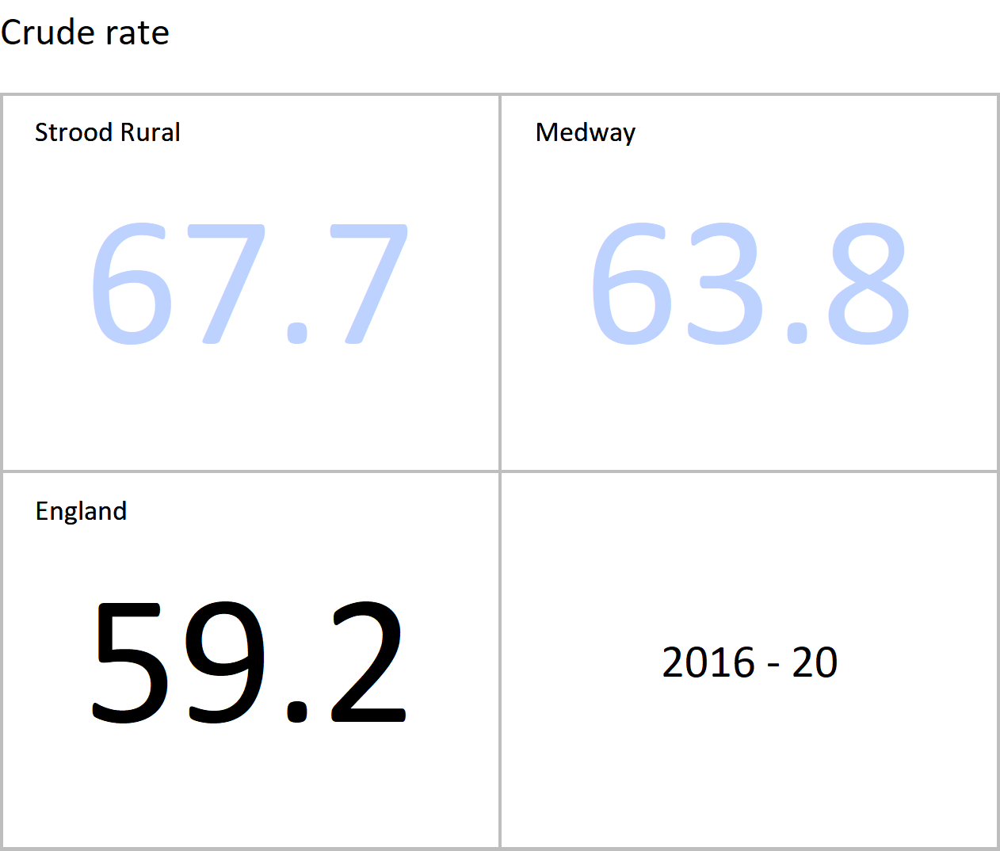 Crude rate
Strood Rural
67.7
Medway
63.8
England
59.2
2016 - 20